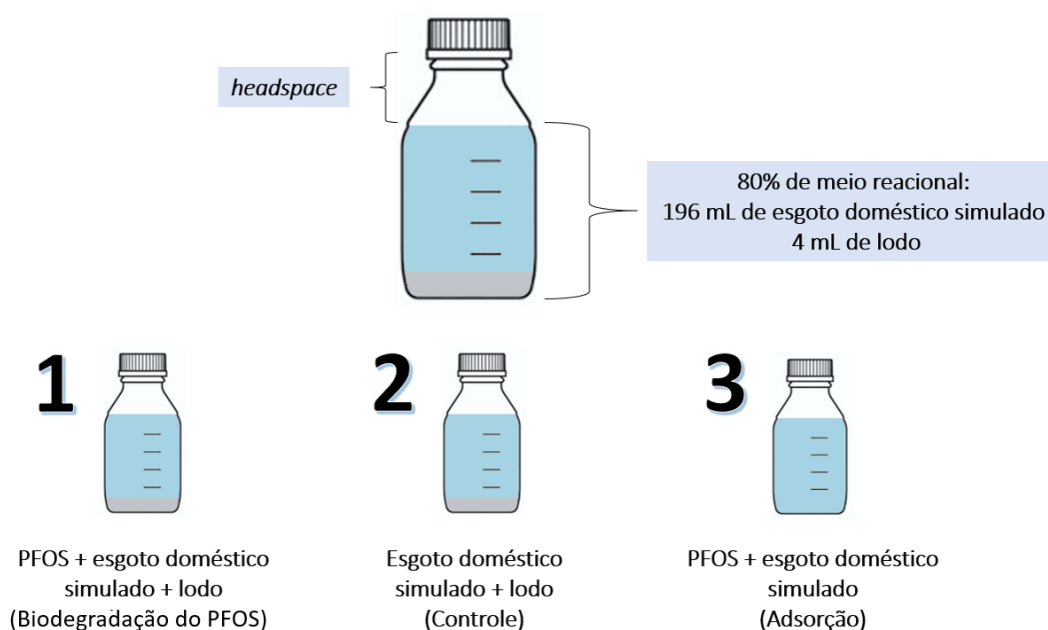 headspace
80% de meio reacional:
196 mL de esgoto doméstico simulado
4 mL de lodo
1
2
3
PFOS + esgoto doméstico
simulado + lodo
(Biodegradação do PFOS)
Esgoto doméstico
simulado + lodo
(Controle)
PFOS + esgoto doméstico
simulado
(Adsorção)